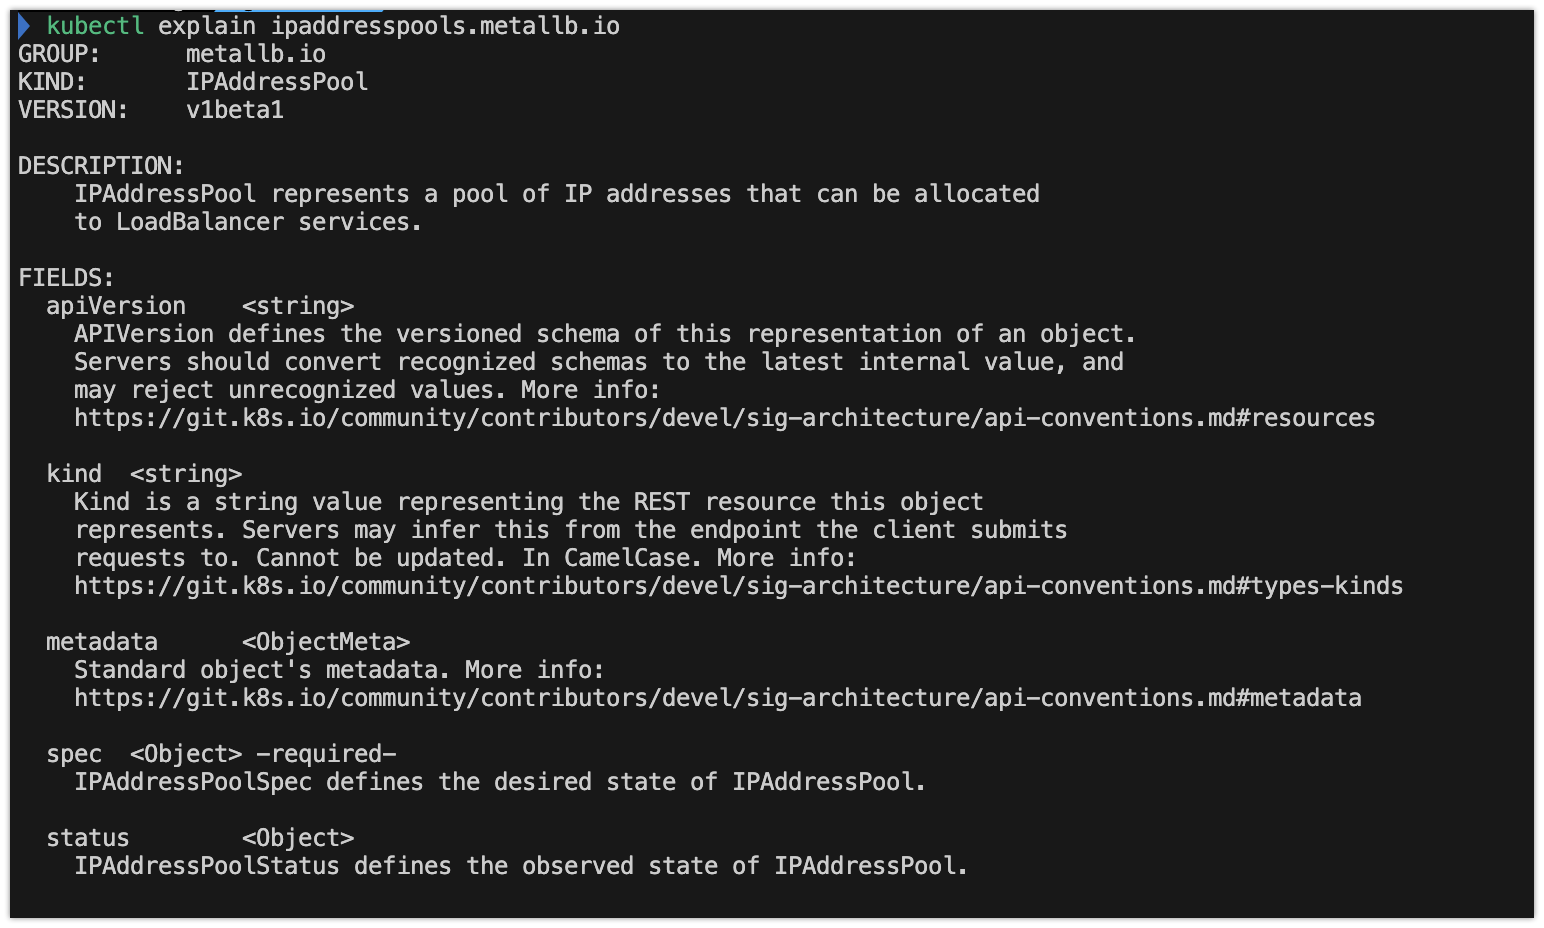 kubectl explain ipaddresspools.metallb.io
GROUP:      metallb.io
KIND:       IPAddressPool
VERSION:    v1beta1

DESCRIPTION:
    IPAddressPool represents a pool of IP addresses that can be allocated
    to LoadBalancer services.

FIELDS:
  apiVersion    <string>
    APIVersion defines the versioned schema of this representation of an object.
    Servers should convert recognized schemas to the latest internal value, and
    may reject unrecognized values. More info:
    https://git.k8s.io/community/contributors/devel/sig-architecture/api-conventions.md#resources

  kind  <string>
    Kind is a string value representing the REST resource this object
    represents. Servers may infer this from the endpoint the client submits
    requests to. Cannot be updated. In CamelCase. More info:
    https://git.k8s.io/community/contributors/devel/sig-architecture/api-conventions.md#types-kinds

  metadata      <ObjectMeta>
    Standard object's metadata. More info:
    https://git.k8s.io/community/contributors/devel/sig-architecture/api-conventions.md#metadata

  spec  <Object> -required-
    IPAddressPoolSpec defines the desired state of IPAddressPool.

  status        <Object>
    IPAddressPoolStatus defines the observed state of IPAddressPool.